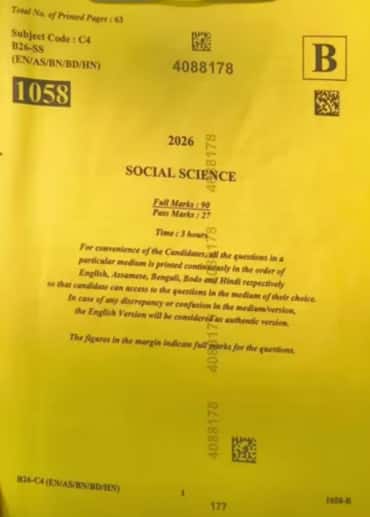 Total No. of Printed Pages : 63
Subject Code : C4
B26-SS
(EN/AS/BN/BD/HN)
4088178
B
1058
2026
SOCIAL SCIENCE
Full Marks : 90
Pass Marks : 27
Time : 3 hours
For convenience of the Candidates, all the questions in a
particular medium is printed continuously in the order of
English, Assamese, Bengali, Bodo and Hindi respectively
so that candidate can access to the questions in the medium of their choice.
In case of any discrepancy or confusion in the medium/version,
the English Version will be considered as authentic version.
The figures in the margin indicate full marks for the questions.
4088178
4088178
4088178
4088178
B26-C4 (EN/AS/BN/BD/HN)
1
177
1058-B